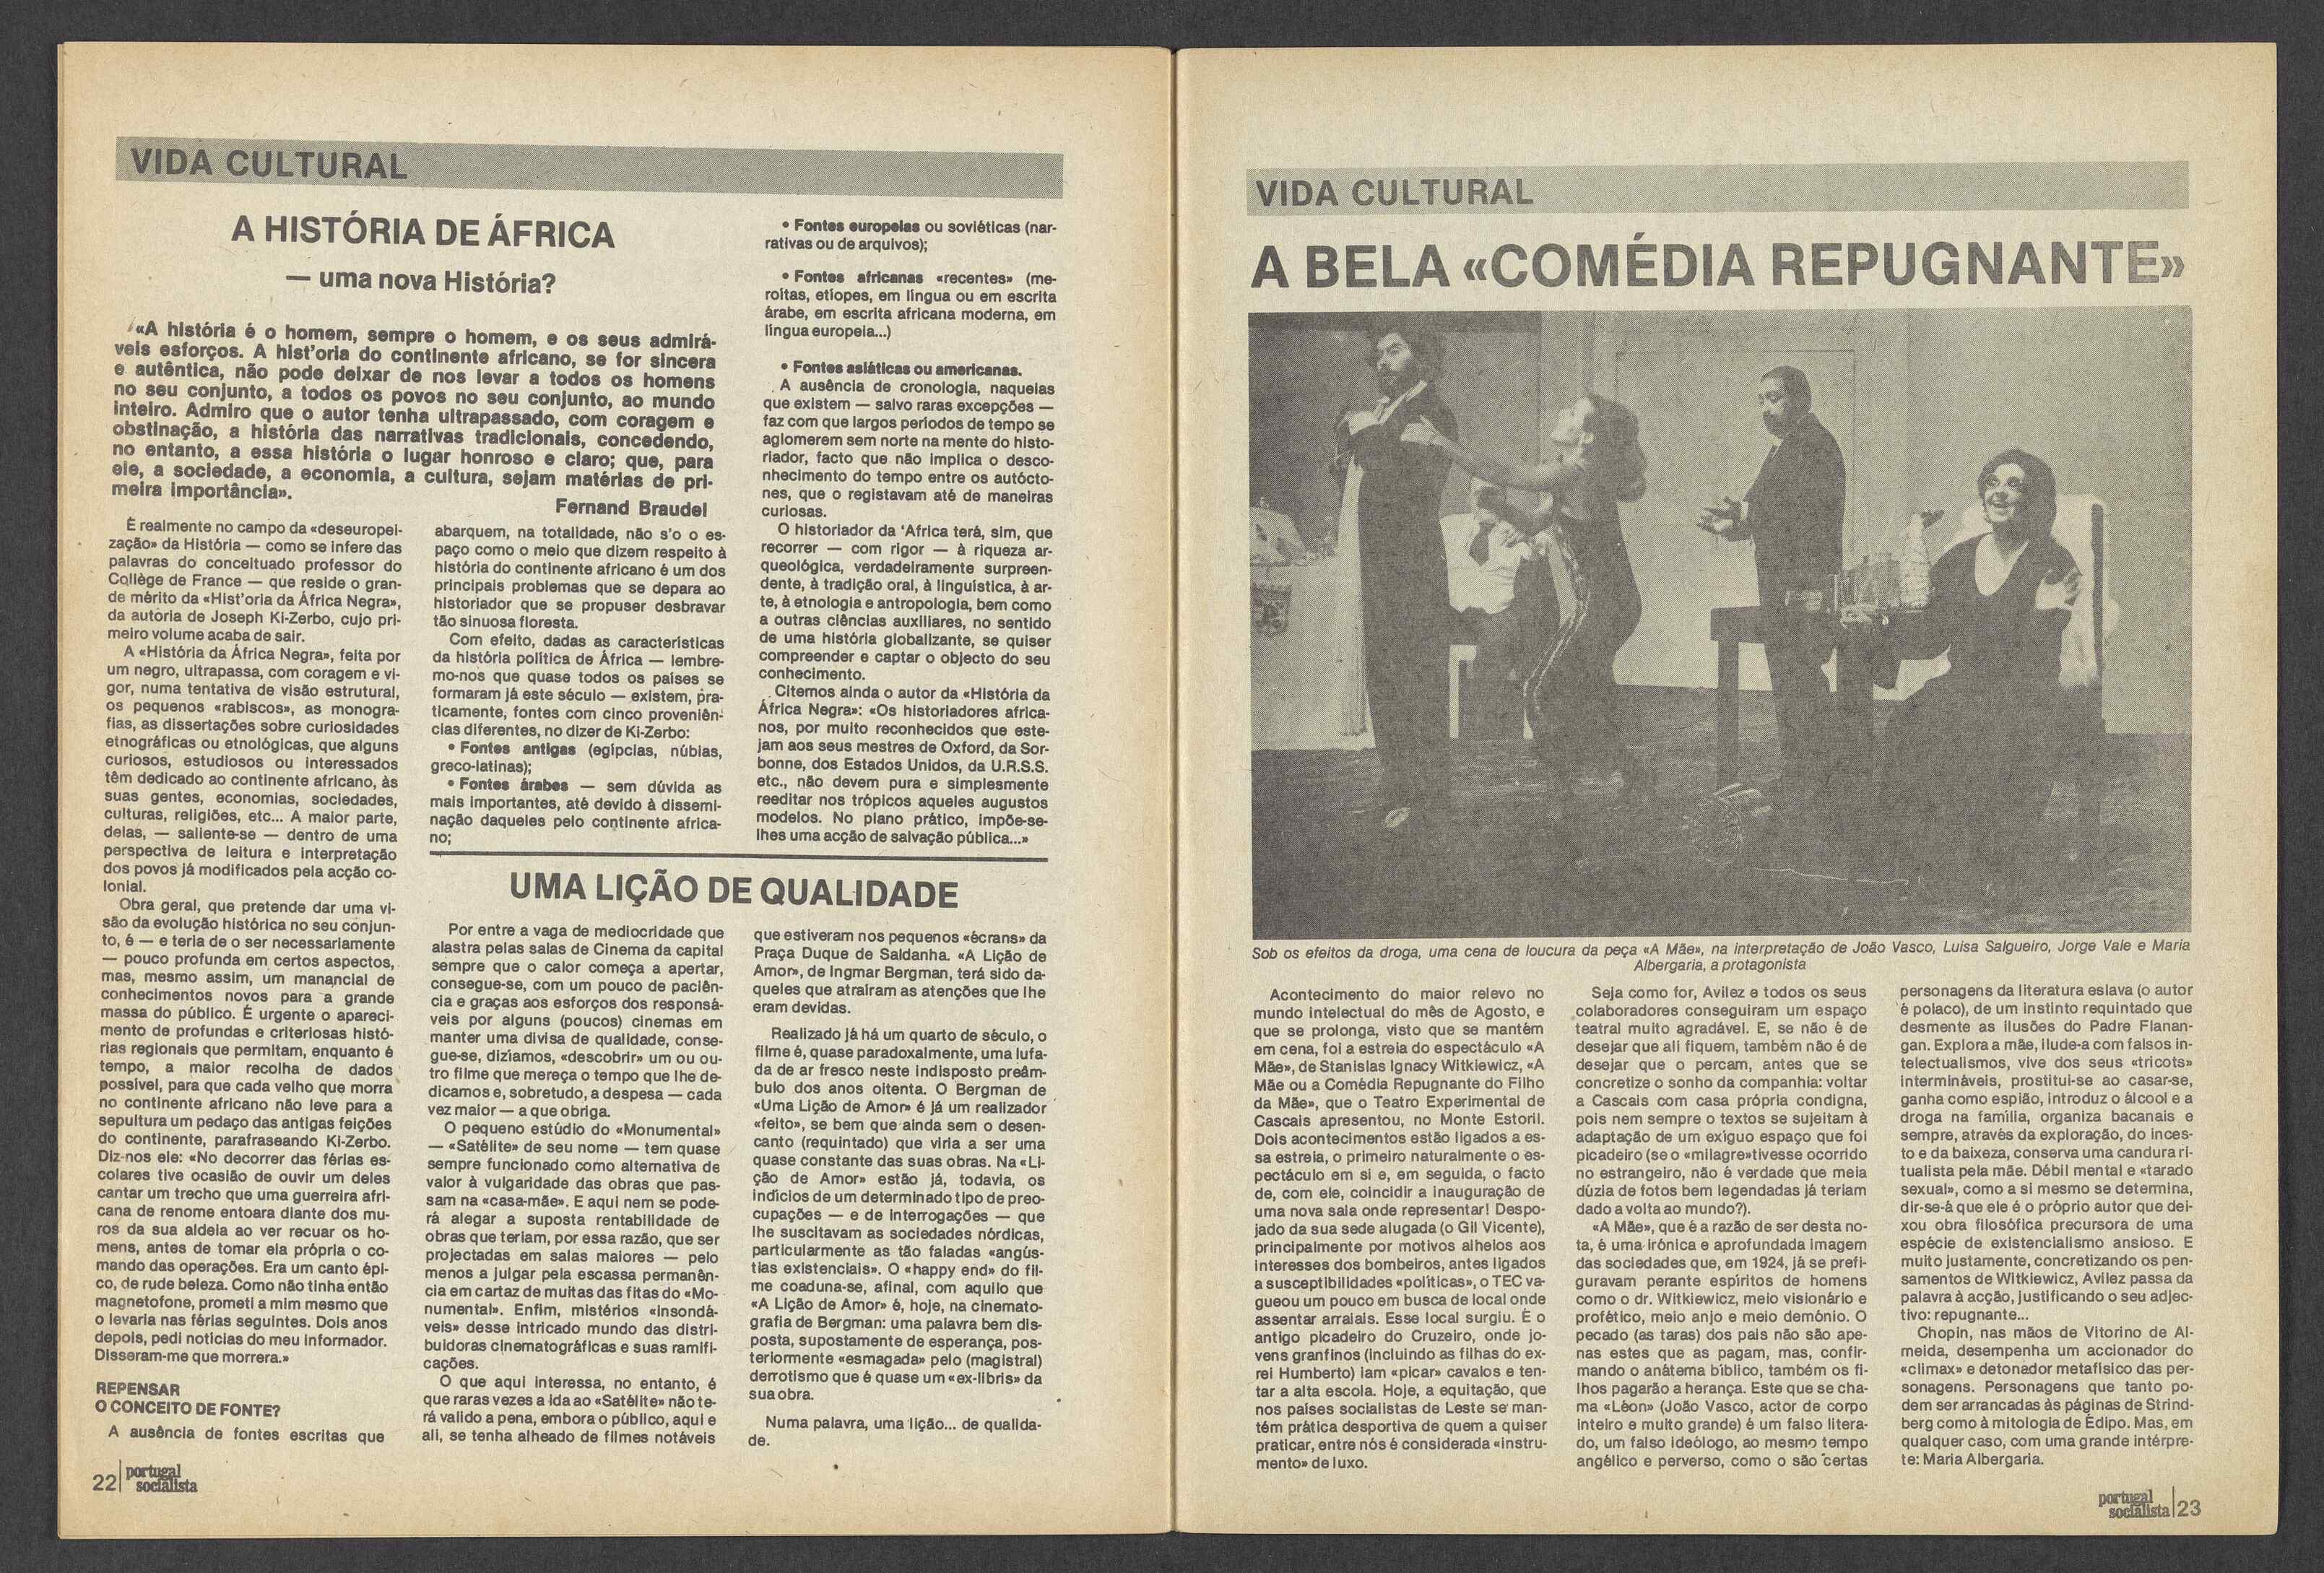 VIDA CULTURAL
A HISTÓRIA DE ÁFRICA
— uma nova História?
«A história é o homem, sempre o homem, e os seus admirá-
veis esforços. A hist'oria do continente africano, se for sincera
e autêntica, não pode deixar de nos levar a todos os homens
no seu conjunto, a todos os povos no seu conjunto, ao mundo
inteiro. Admiro que o autor tenha ultrapassado, com coragem e
obstinação, a história das narrativas tradicionais, concedendo,
no entanto, a essa história o lugar honroso e claro; que, para
ele, a sociedade, a economia, a cultura, sejam matérias de pri-
meira importância».
Fernand Braudel
É realmente no campo da «deseuropei-
zação» da História — como se infere das
palavras do conceituado professor do
Collège de France — que reside o gran-
de mérito da «Hist'oria da África Negra»,
da autoria de Joseph Ki-Zerbo, cujo pri-
meiro volume acaba de sair.
A «História da África Negra», feita por
um negro, ultrapassa, com coragem e vi-
gor, numa tentativa de visão estrutural,
os pequenos «rabiscos», as monogra-
fias, as dissertações sobre curiosidades
etnográficas ou etnológicas, que alguns
curiosos, estudiosos ou interessados
têm dedicado ao continente africano, às
suas gentes, economias, sociedades,
culturas, religiões, etc... A maior parte,
delas, — saliente-se — dentro de uma
perspectiva de leitura e interpretação
dos povos já modificados pela acção co-
lonial.
Obra geral, que pretende dar uma vi-
são da evolução histórica no seu conjun-
to, é — e teria de o ser necessariamente
— pouco profunda em certos aspectos,
mas, mesmo assim, um manancial de
conhecimentos novos para a grande
massa do público. É urgente o apareci-
mento de profundas e criteriosas histó-
rias regionais que permitam, enquanto é
tempo, a maior recolha de dados
possível, para que cada velho que morra
no continente africano não leve para a
sepultura um pedaço das antigas feições
do continente, parafraseando Ki-Zerbo.
Diz-nos ele: «No decorrer das férias es-
colares tive ocasião de ouvir um deles
cantar um trecho que uma guerreira afri-
cana de renome entoara diante dos mu-
ros da sua aldeia ao ver recuar os ho-
mens, antes de tomar ela própria o co-
mando das operações. Era um canto épi-
co, de rude beleza. Como não tinha então
magnetofone, prometi a mim mesmo que
o levaria nas férias seguintes. Dois anos
depois, pedi notícias do meu informador.
Disseram-me que morrera.»
REPENSAR
O CONCEITO DE FONTE?
A ausência de fontes escritas que
abarquem, na totalidade, não s'o o es-
paço como o meio que dizem respeito à
história do continente africano é um dos
principais problemas que se depara ao
historiador que se propuser desbravar
tão sinuosa floresta.
Com efeito, dadas as características
da história política de África — lembre-
mo-nos que quase todos os países se
formaram já este século — existem, pra-
ticamente, fontes com cinco proveniên-
cias diferentes, no dizer de Ki-Zerbo:
• Fontes antigas (egípcias, núbias,
greco-latinas);
• Fontes árabes — sem dúvida as
mais importantes, até devido à dissemi-
nação daqueles pelo continente africa-
no;
• Fontes europeias ou soviéticas (nar-
rativas ou de arquivos);
• Fontes africanas «recentes» (me-
roítas, etíopes, em língua ou em escrita
árabe, em escrita africana moderna, em
língua europeia...)
• Fontes asiáticas ou americanas.
A ausência de cronologia, naquelas
que existem — salvo raras excepções —
faz com que largos períodos de tempo se
aglomerem sem norte na mente do histo-
riador, facto que não implica o desco-
nhecimento do tempo entre os autócto-
nes, que o registavam até de maneiras
curiosas.
O historiador da 'Africa terá, sim, que
recorrer — com rigor — à riqueza ar-
queológica, verdadeiramente surpreen-
dente, à tradição oral, à linguística, à ar-
te, à etnologia e antropologia, bem como
a outras ciências auxiliares, no sentido
de uma história globalizante, se quiser
compreender e captar o objecto do seu
conhecimento.
Citemos ainda o autor da «História da
África Negra»: «Os historiadores africa-
nos, por muito reconhecidos que este-
jam aos seus mestres de Oxford, da Sor-
bonne, dos Estados Unidos, da U.R.S.S.
etc., não devem pura e simplesmente
reeditar nos trópicos aqueles augustos
modelos. No plano prático, impõe-se-
lhes uma acção de salvação pública...»
UMA LIÇÃO DE QUALIDADE
Por entre a vaga de mediocridade que
alastra pelas salas de Cinema da capital
sempre que o calor começa a apertar,
consegue-se, com um pouco de paciên-
cia e graças aos esforços dos responsá-
veis por alguns (poucos) cinemas em
manter uma divisa de qualidade, conse-
gue-se, dizíamos, «descobrir» um ou ou-
tro filme que mereça o tempo que lhe de-
dicamos e, sobretudo, a despesa — cada
vez maior — a que obriga.
O pequeno estúdio do «Monumental»
— «Satélite» de seu nome — tem quase
sempre funcionado como alternativa de
valor à vulgaridade das obras que pas-
sam na «casa-mãe». E aqui nem se pode-
rá alegar a suposta rentabilidade de
obras que teriam, por essa razão, que ser
projectadas em salas maiores — pelo
menos a julgar pela escassa permanên-
cia em cartaz de muitas das fitas do «Mo-
numental». Enfim, mistérios «insondá-
veis» desse intricado mundo das distri-
buidoras cinematográficas e suas ramifi-
cações.
O que aqui interessa, no entanto, é
que raras vezes a ida ao «Satélite» não te-
rá valido a pena, embora o público, aqui e
ali, se tenha alheado de filmes notáveis
que estiveram nos pequenos «écrans» da
Praça Duque de Saldanha. «A Lição de
Amor», de Ingmar Bergman, terá sido da-
queles que atraíram as atenções que lhe
eram devidas.
Realizado já há um quarto de século, o
filme é, quase paradoxalmente, uma lufa-
da de ar fresco neste indisposto preâm-
bulo dos anos oitenta. O Bergman de
«Uma Lição de Amor» é já um realizador
«feito», se bem que ainda sem o desen-
canto (requintado) que viria a ser uma
quase constante das suas obras. Na «Li-
ção de Amor» estão já, todavia, os
indícios de um determinado tipo de preo-
cupações — e de interrogações — que
lhe suscitavam as sociedades nórdicas,
particularmente as tão faladas «angús-
tias existenciais». O «happy end» do fil-
me coaduna-se, afinal, com aquilo que
«A Lição de Amor» é, hoje, na cinemato-
grafia de Bergman: uma palavra bem dis-
posta, supostamente de esperança, pos-
teriormente «esmagada» pelo (magistral)
derrotismo que é quase um «ex-libris» da
sua obra.
Numa palavra, uma lição... de qualida-
de.
22 portugal
socialista
VIDA CULTURAL
A BELA «COMÉDIA REPUGNANTE»
Sob os efeitos da droga, uma cena de loucura da peça «A Mãe», na interpretação de João Vasco, Luísa Salgueiro, Jorge Vale e Maria
Albergaria, a protagonista
Acontecimento do maior relevo no
mundo intelectual do mês de Agosto, e
que se prolonga, visto que se mantém
em cena, foi a estreia do espectáculo «A
Mãe», de Stanislas Ignacy Witkiewicz, «A
Mãe ou a Comédia Repugnante do Filho
da Mãe», que o Teatro Experimental de
Cascais apresentou, no Monte Estoril.
Dois acontecimentos estão ligados a es-
sa estreia, o primeiro naturalmente o es-
pectáculo em si e, em seguida, o facto
de, com ele, coincidir a inauguração de
uma nova sala onde representar! Despo-
jado da sua sede alugada (o Gil Vicente),
principalmente por motivos alheios aos
interesses dos bombeiros, antes ligados
a susceptibilidades «políticas», o TEC va-
gueou um pouco em busca de local onde
assentar arraiais. Esse local surgiu. É o
antigo picadeiro do Cruzeiro, onde jo-
vens granfinos (incluindo as filhas do ex-
rei Humberto) iam «picar» cavalos e ten-
tar a alta escola. Hoje, a equitação, que
nos países socialistas de Leste se man-
tém prática desportiva de quem a quiser
praticar, entre nós é considerada «instru-
mento» de luxo.
Seja como for, Avilez e todos os seus
colaboradores conseguiram um espaço
teatral muito agradável. E, se não é de
desejar que ali fiquem, também não é de
desejar que o percam, antes que se
concretize o sonho da companhia: voltar
a Cascais com casa própria condigna,
pois nem sempre o textos se sujeitam à
adaptação de um exíguo espaço que foi
picadeiro (se o «milagre»tivesse ocorrido
no estrangeiro, não é verdade que meia
dúzia de fotos bem legendadas já teriam
dado a volta ao mundo?).
«A Mãe», que é a razão de ser desta no-
ta, é uma irónica e aprofundada imagem
das sociedades que, em 1924, já se prefi-
guravam perante espíritos de homens
como o dr. Witkiewicz, meio visionário e
profético, meio anjo e meio demónio. O
pecado (as taras) dos pais não são ape-
nas estes que as pagam, mas, confir-
mando o anátema bíblico, também os fi-
lhos pagarão a herança. Este que se cha-
ma «Léon» (João Vasco, actor de corpo
inteiro e muito grande) é um falso litera-
do, um falso ideólogo, ao mesmo tempo
angélico e perverso, como o são certas
personagens da literatura eslava (o autor
é polaco), de um instinto requintado que
desmente as ilusões do Padre Flanan-
gan. Explora a mãe, ilude-a com falsos in-
telectualismos, vive dos seus «tricots»
intermináveis, prostitui-se ao casar-se,
ganha como espião, introduz o álcool e a
droga na família, organiza bacanais e
sempre, através da exploração, do inces-
to e da baixeza, conserva uma candura ri-
tualista pela mãe. Débil mental e «tarado
sexual», como a si mesmo se determina,
dir-se-á que ele é o próprio autor que dei-
xou obra filosófica precursora de uma
espécie de existencialismo ansioso. E
muito justamente, concretizando os pen-
samentos de Witkiewicz, Avilez passa da
palavra à acção, justificando o seu adjec-
tivo: repugnante...
Chopin, nas mãos de Vitorino de Al-
meida, desempenha um accionador do
«climax» e detonador metafísico das per-
sonagens. Personagens que tanto po-
dem ser arrancadas às páginas de Strind-
berg como à mitologia de Édipo. Mas, em
qualquer caso, com uma grande intérpre-
te: Maria Albergaria.
portugal
socialista 23